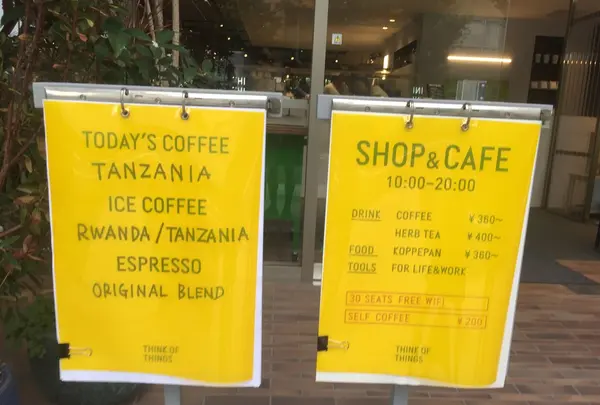 TODAY'S COFFEE
TANZANIA
ICE COFFEE
RWANDA/TANZANIA
ESPRESSO
ORIGINAL BLEND
THINK OF
THINGS
SHOP&CAFE
10:00–20:00
DRINK COFFEE ¥360~
HERB TEA ¥400~
FOOD KOPPEPAN ¥360~
TOOLS FOR LIFE&WORK
30 SEATS FREE WIFI
SELF COFFEE ¥200
THINK OF
THINGS